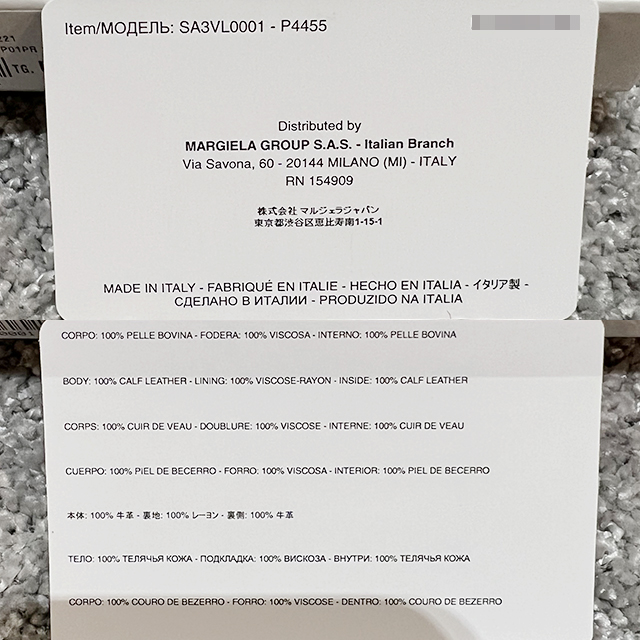 221
P01PR
TG.
Item/МОДЕЛЬ: SA3VL0001 - P4455
Distributed by
MARGIELA GROUP S.A.S. - Italian Branch
Via Savona, 60 - 20144 MILANO (MI) - ITALY
RN 154909
株式会社 マルジェラジャパン
東京都渋谷区恵比寿南1-15-1
MADE IN ITALY - FABRIQUÉ EN ITALIE - HECHO EN ITALIA - イタリア製 -
СДЕЛАНО В ИТАЛИИ - PRODUZIDO NA ITALIA
CORPO: 100% PELLE BOVINA - FODERA: 100% VISCOSA - INTERNO: 100% PELLE BOVINA
BODY: 100% CALF LEATHER - LINING: 100% VISCOSE-RAYON - INSIDE: 100% CALF LEATHER
CORPS: 100% CUIR DE VEAU - DOUBLURE: 100% VISCOSE - INTERNE: 100% CUIR DE VEAU
CUERPO: 100% PIEL DE BECERRO - FORRO: 100% VISCOSA - INTERIOR: 100% PIEL DE BECERRO
本体: 100% 牛革 - 裏地: 100% レーヨン - 裏側: 100% 牛革
ТЕЛО: 100% ТЕЛЯЧЬЯ КОЖА - ПОДКЛАДКА: 100% ВИСКОЗА - ВНУТРИ: 100% ТЕЛЯЧЬЯ КОЖА
CORPO: 100% COURO DE BEZERRO - FORRO: 100% VISCOSE - DENTRO: 100% COURO DE BEZERRO